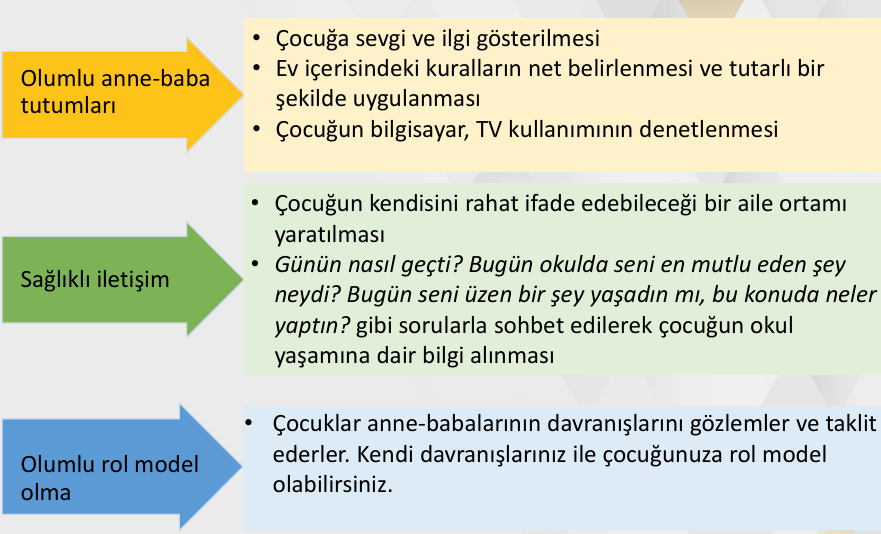 Olumlu anne-baba
tutumları
• Çocuğa sevgi ve ilgi gösterilmesi
• Ev içerisindeki kuralların net belirlenmesi ve tutarlı bir
şekilde uygulanması
• Çocuğun bilgisayar, TV kullanımının denetlenmesi
Sağlıklı iletişim
• Çocuğun kendisini rahat ifade edebileceği bir aile ortamı
yaratılması
• Günün nasıl geçti? Bugün okulda seni en mutlu eden şey
neydi? Bugün seni üzen bir şey yaşadın mı, bu konuda neler
yaptın? gibi sorularla sohbet edilerek çocuğun okul
yaşamına dair bilgi alınması
Olumlu rol model
olma
• Çocuklar anne-babalarının davranışlarını gözlemler ve taklit
ederler. Kendi davranışlarınız ile çocuğunuza rol model
olabilirsiniz.